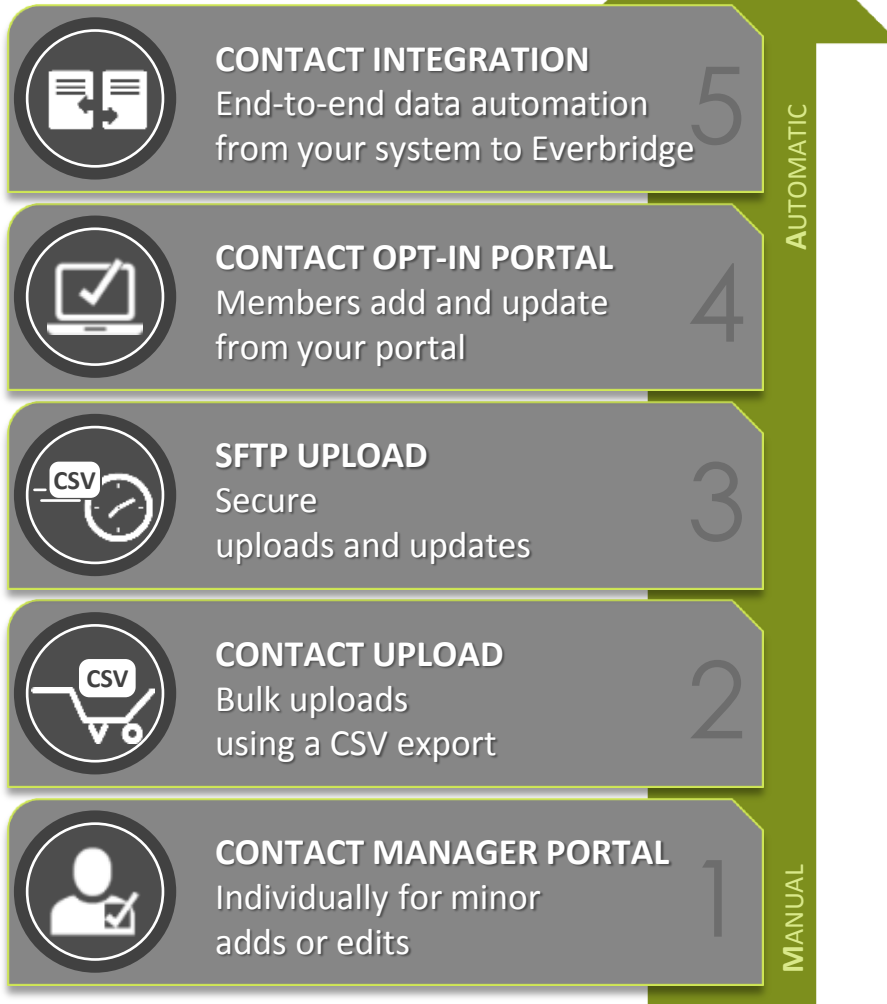 CONTACT INTEGRATION
End-to-end data automation
from your system to Everbridge
5
AUTOMATIC
CONTACT OPT-IN PORTAL
Members add and update
from your portal
4
CSV
SFTP UPLOAD
Secure
uploads and updates
3
CSV
CONTACT UPLOAD
Bulk uploads
using a CSV export
2
CONTACT MANAGER PORTAL
Individually for minor
adds or edits
1
MANUAL